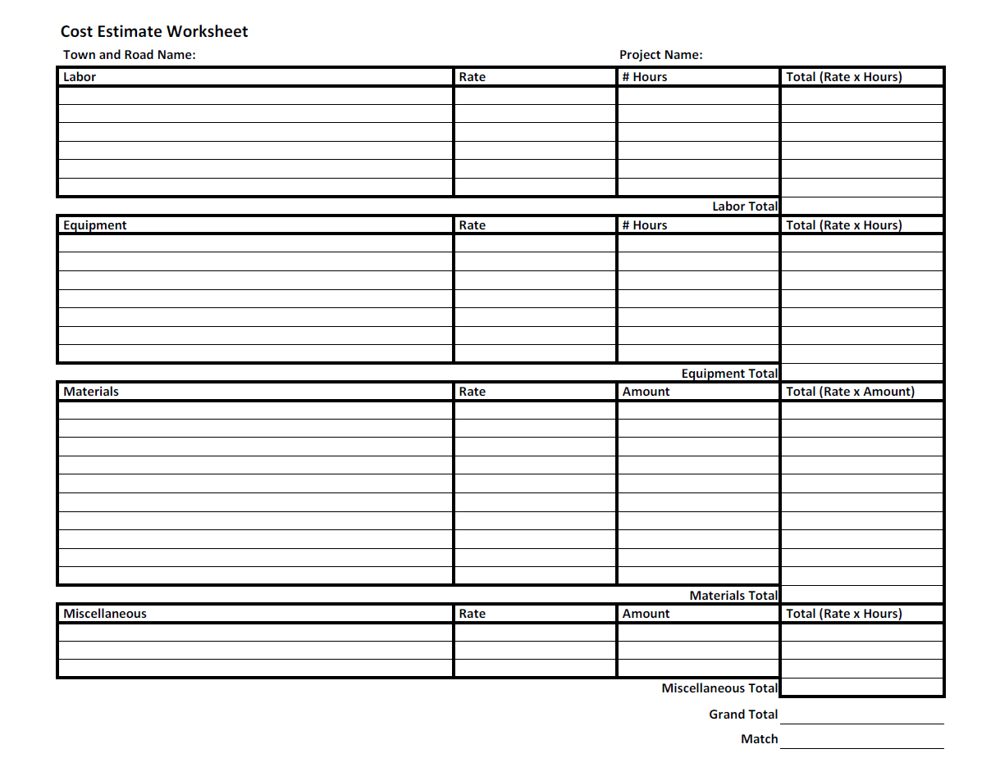 Cost Estimate Worksheet
Town and Road Name: Project Name:
Labor Rate # Hours Total (Rate x Hours)
Labor Total
Equipment Rate # Hours Total (Rate x Hours)
Equipment Total
Materials Rate Amount Total (Rate x Amount)
Materials Total
Miscellaneous Rate Amount Total (Rate x Hours)
Miscellaneous Total
Grand Total
Match